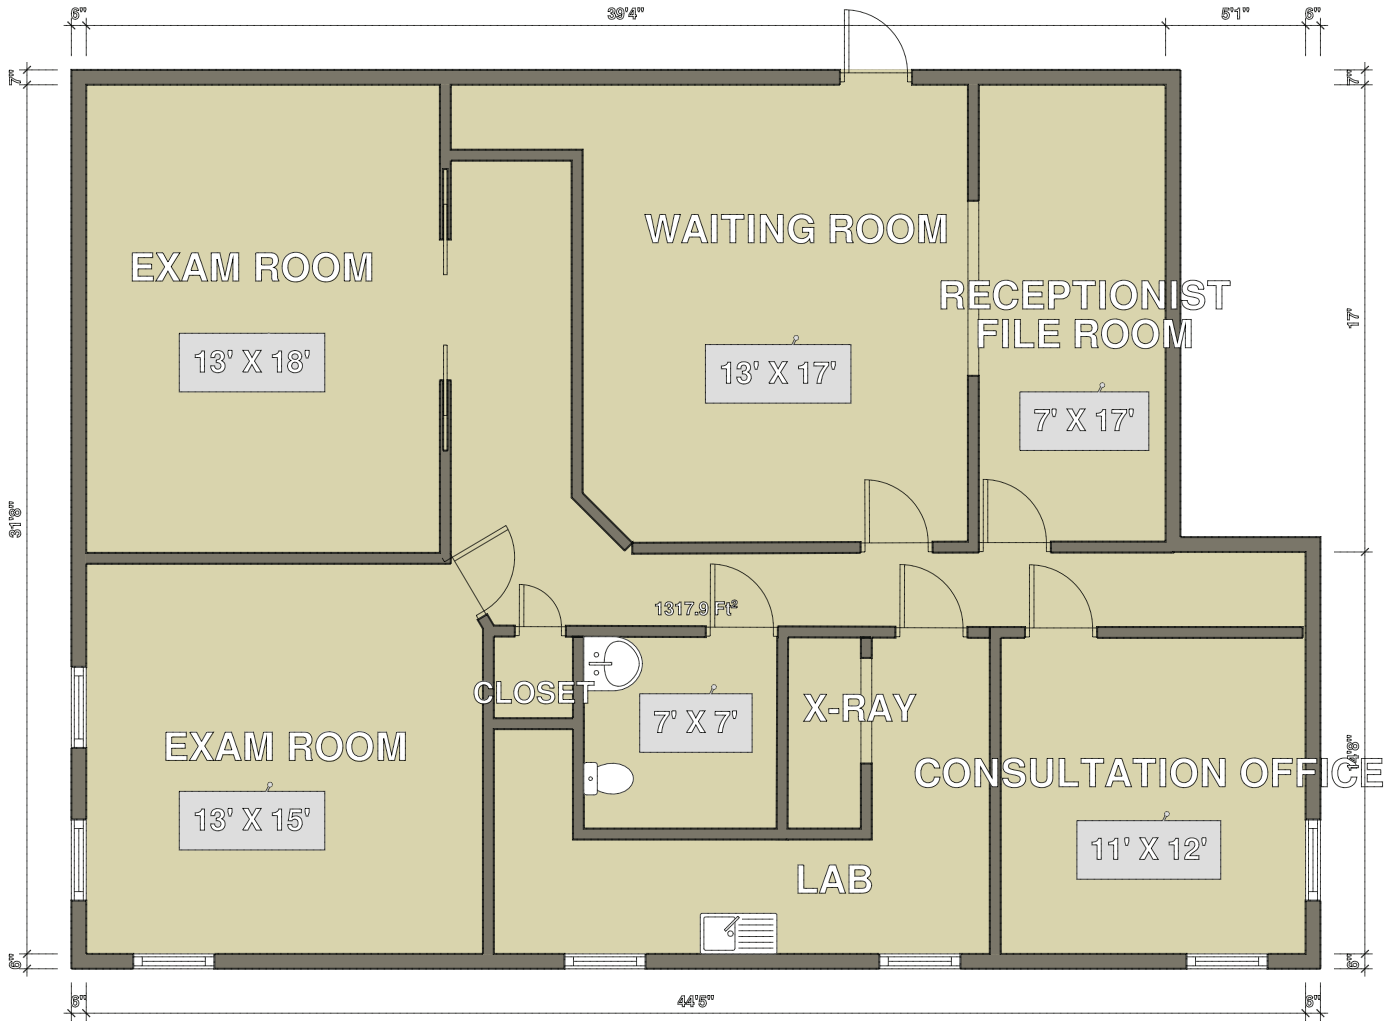 6" 39'4" 5'1" 6"
7" 7"
WAITING ROOM
EXAM ROOM
RECEPTIONIST
FILE ROOM
17'
13' X 18'
13' X 17'
7' X 17'
31'8"
1317.9 Ft²
CLOSET
X-RAY
7' X 7'
EXAM ROOM
14'8"
CONSULTATION OFFICE
13' X 15'
11' X 12'
LAB
6" 6"
6" 44'5" 6"